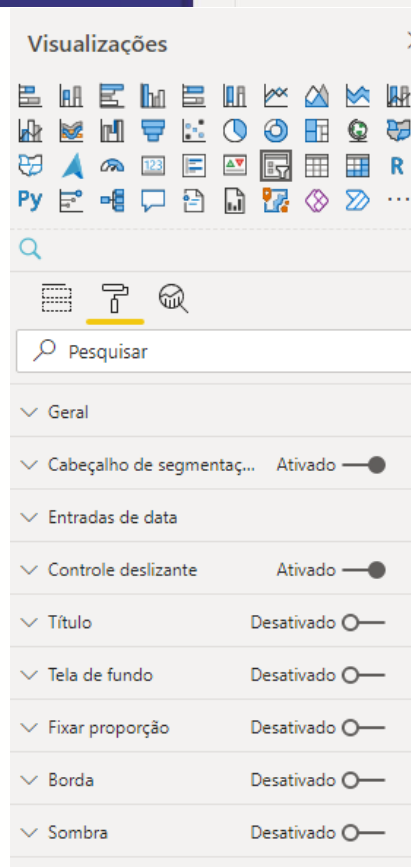 Visualizações
123
R
Py
...
Pesquisar
Geral
Cabeçalho de segmentaç... Ativado
Entradas de data
Controle deslizante Ativado
Título Desativado
Tela de fundo Desativado
Fixar proporção Desativado
Borda Desativado
Sombra Desativado